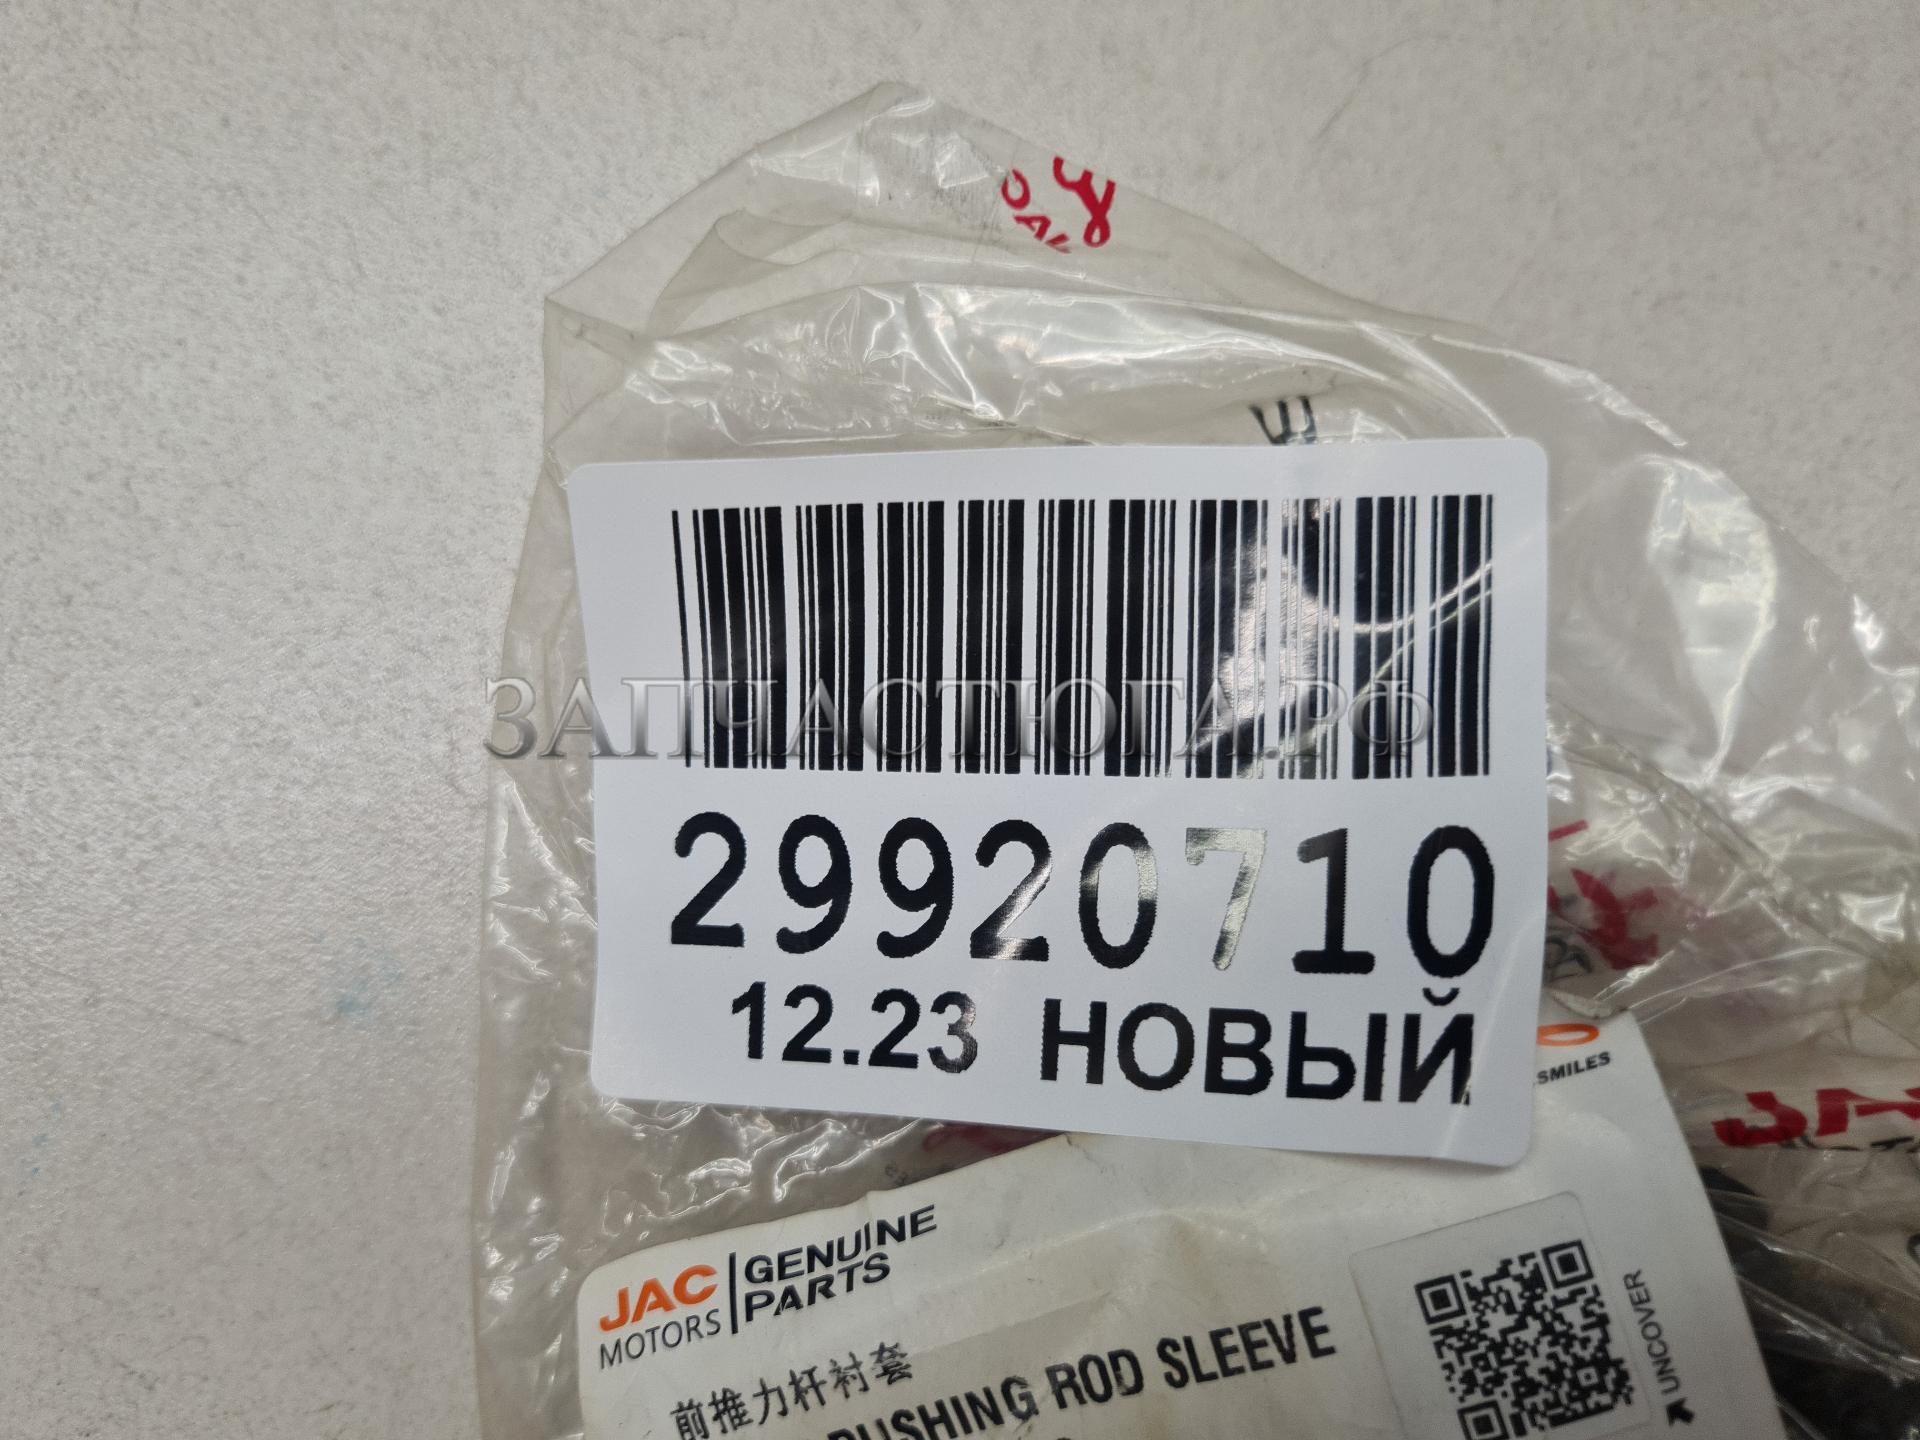 ЗАПЧАСТЮГА.РФ
29920710
12.23 НОВЫЙ
SMILES
JAC MOTORS GENUINE PARTS
前推力杆衬套
PUSHING ROD SLEEVE
UNCOVER